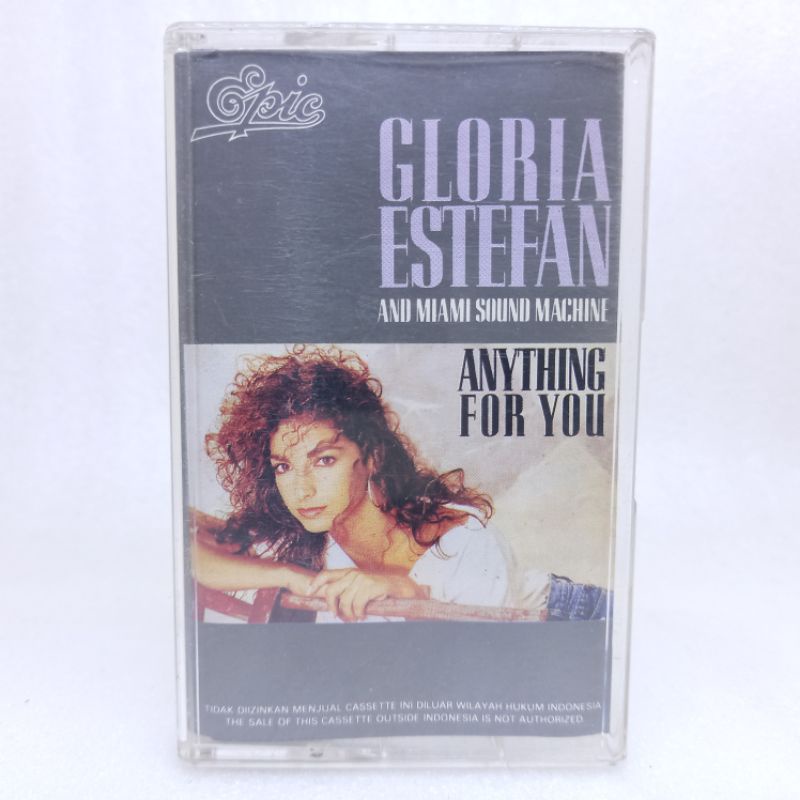 Epic
GLORIA
ESTEFAN
AND MIAMI SOUND MACHINE
ANYTHING
FOR YOU
TIDAK DIIZINKAN MENJUAL CASSETTE INI DILUAR WILAYAH HUKUM INDONESIA
THE SALE OF THIS CASSETTE OUTSIDE INDONESIA IS NOT AUTHORIZED.